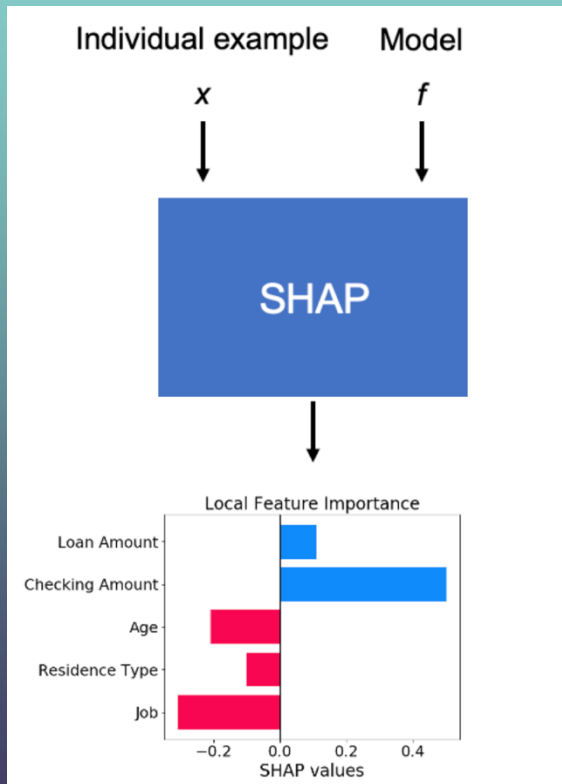 Individual example Model
x f
SHAP
Local Feature Importance
Loan Amount
Checking Amount
Age
Residence Type
Job
−0.2 0.0 0.2 0.4
SHAP values